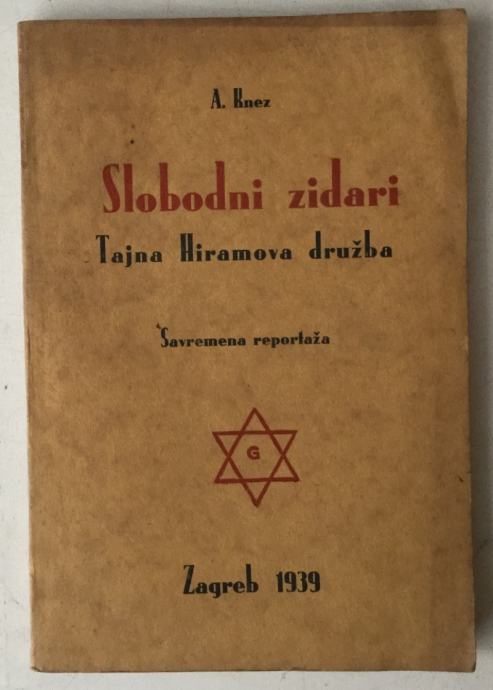 A. Knez
Slobodni zidari
Tajna Hiramova družba
Savremena reportaža
G
Zagreb 1939